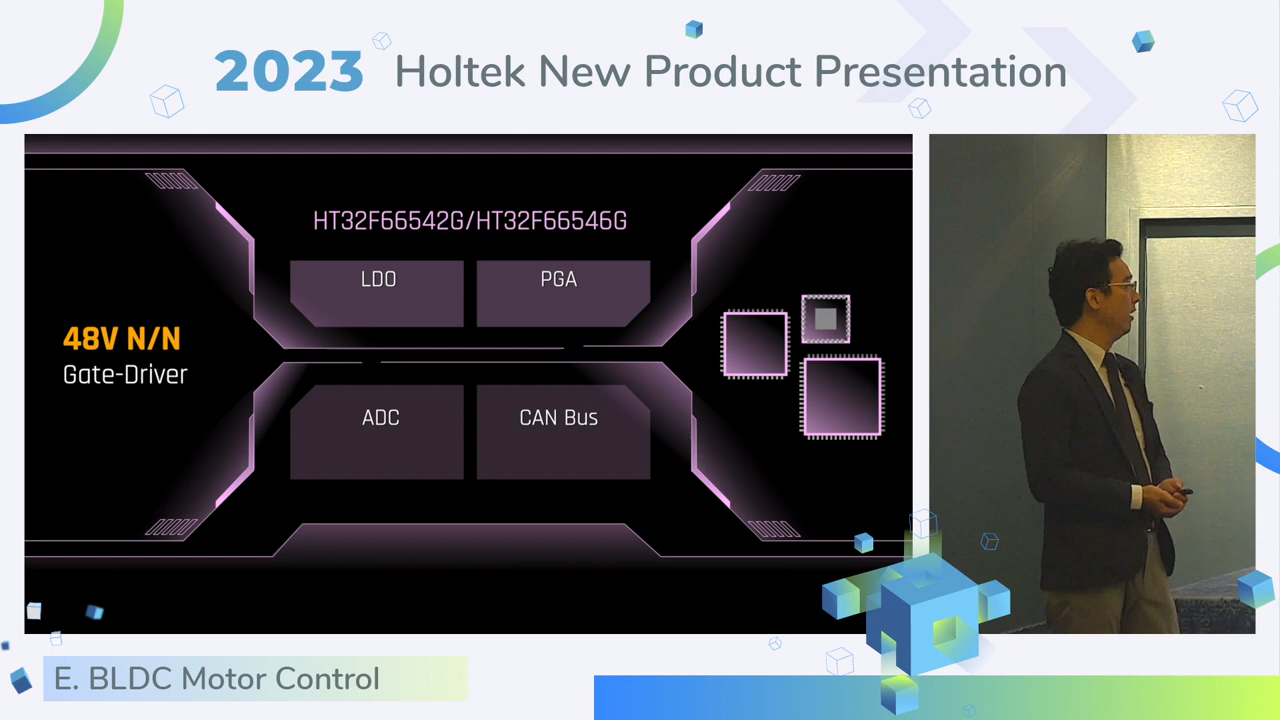 2023 Holtek New Product Presentation
HT32F66542G/HT32F66546G
LDO
PGA
48V N/N
Gate-Driver
ADC
CAN Bus
E. BLDC Motor Control